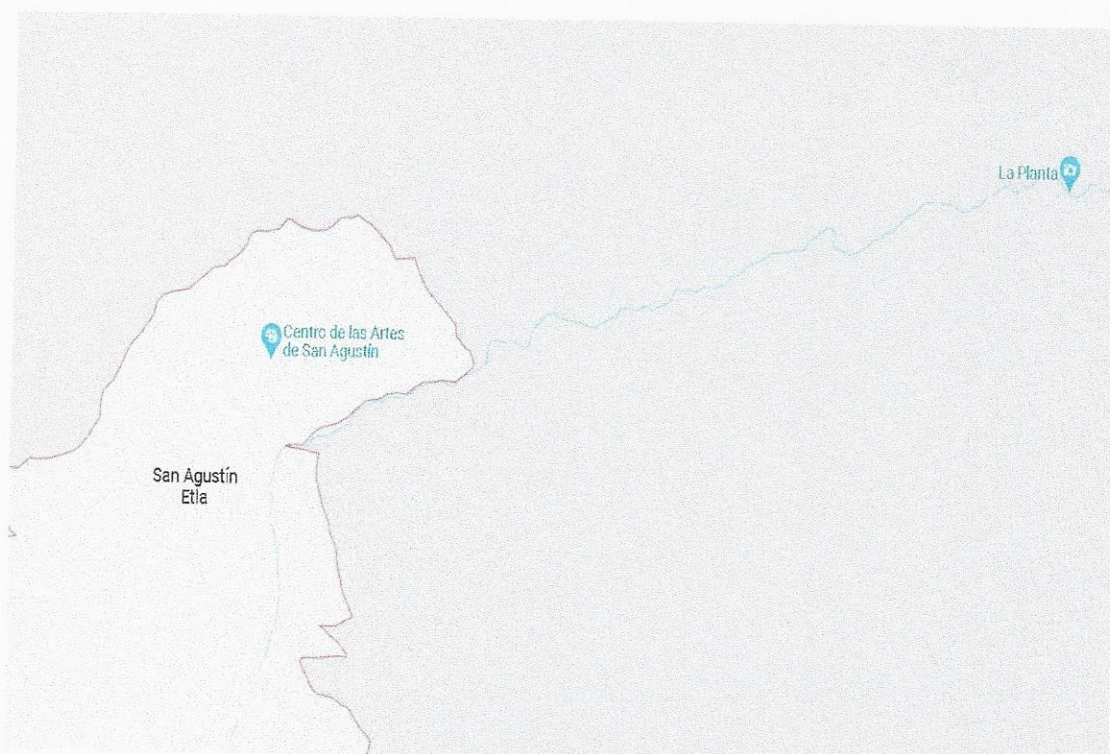 La Planta
Centro de las Artes
de San Agustín
San Agustín
Etla